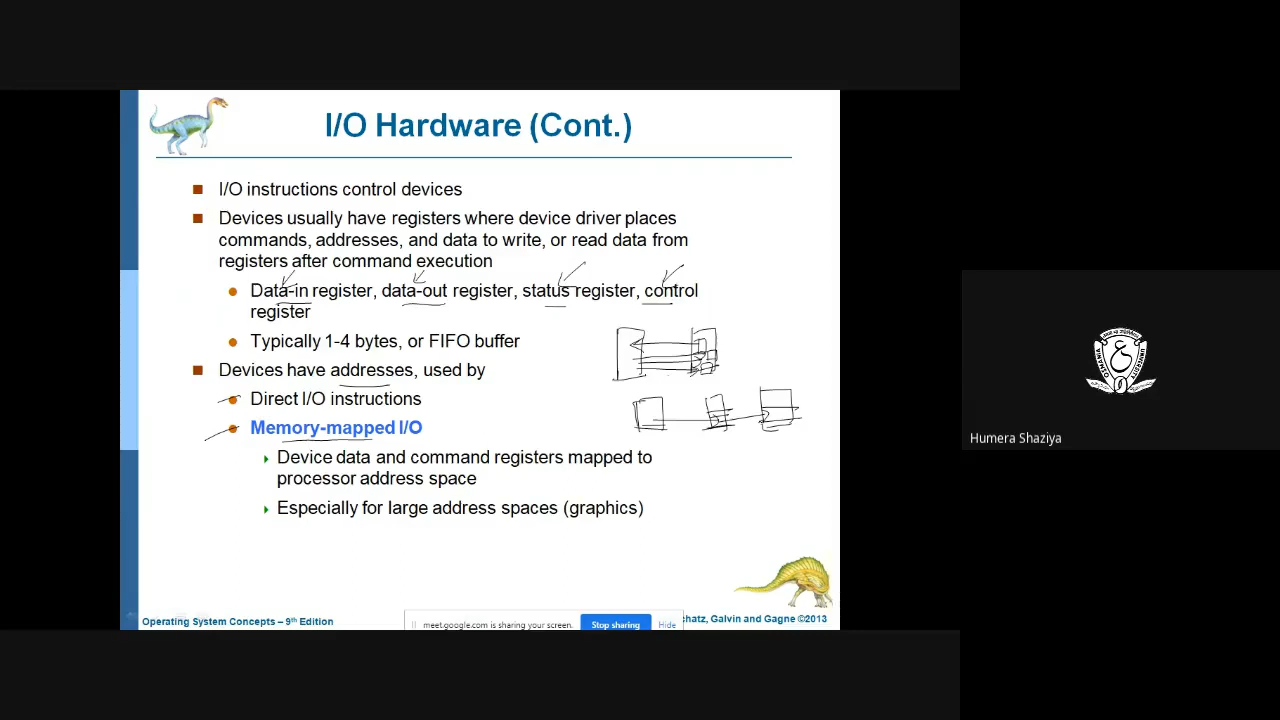 I/O Hardware (Cont.)
I/O instructions control devices
Devices usually have registers where device driver places
commands, addresses, and data to write, or read data from
registers after command execution
Data-in register, data-out register, status register, control
register
Typically 1-4 bytes, or FIFO buffer
Devices have addresses, used by
Direct I/O instructions
Memory-mapped I/O
Device data and command registers mapped to
processor address space
Especially for large address spaces (graphics)
Operating System Concepts – 9th Edition
meet.google.com is sharing your screen.
Stop sharing
Hide
chatz, Galvin and Gagne ©2013
OSMANIA UNIVERSITY
Humera Shaziya